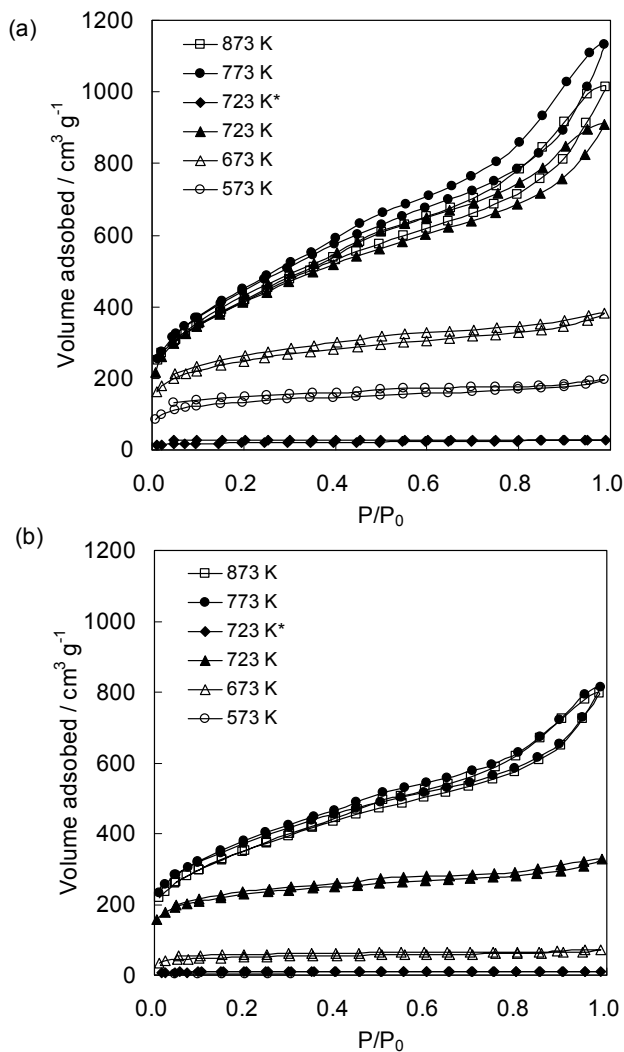 (a)
1200
1000
800
600
400
200
0
Volume adsobed / cm³ g⁻¹
873 K
773 K
723 K*
723 K
673 K
573 K
0.0 0.2 0.4 0.6 0.8 1.0
P/P₀
(b)
1200
1000
800
600
400
200
0
Volume adsobed / cm³ g⁻¹
873 K
773 K
723 K*
723 K
673 K
573 K
0.0 0.2 0.4 0.6 0.8 1.0
P/P₀